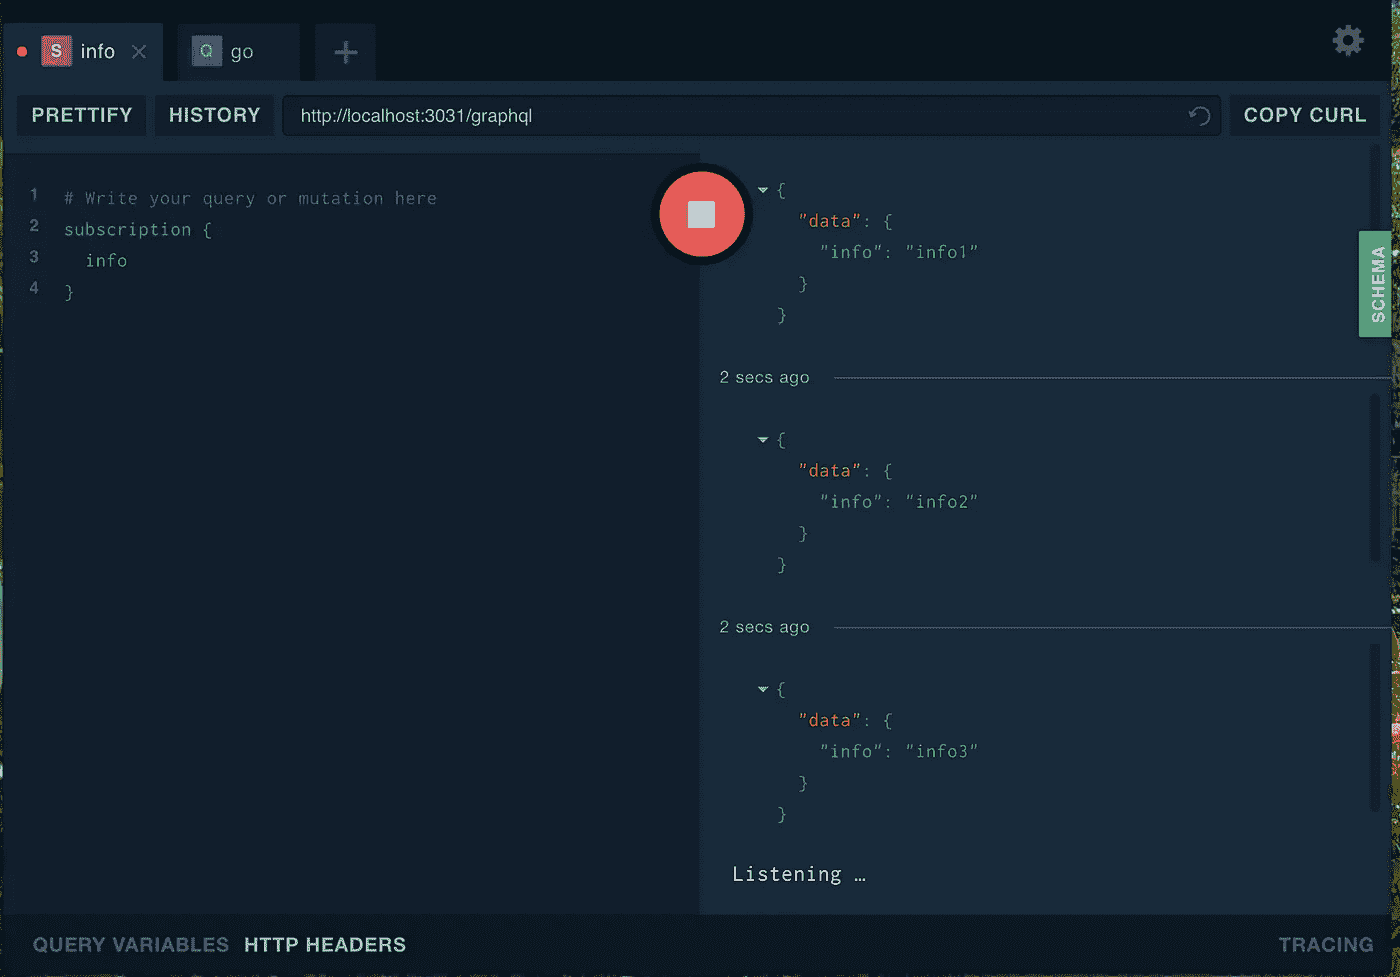 S info
Q go
PRETTIFY HISTORY http://localhost:3031/graphql COPY CURL
1 # Write your query or mutation here
2 subscription {
3 info
4 }
{
"data": {
"info": "info1"
}
}
SCHEMA
2 secs ago
{
"data": {
"info": "info2"
}
}
2 secs ago
{
"data": {
"info": "info3"
}
}
Listening …
QUERY VARIABLES HTTP HEADERS TRACING